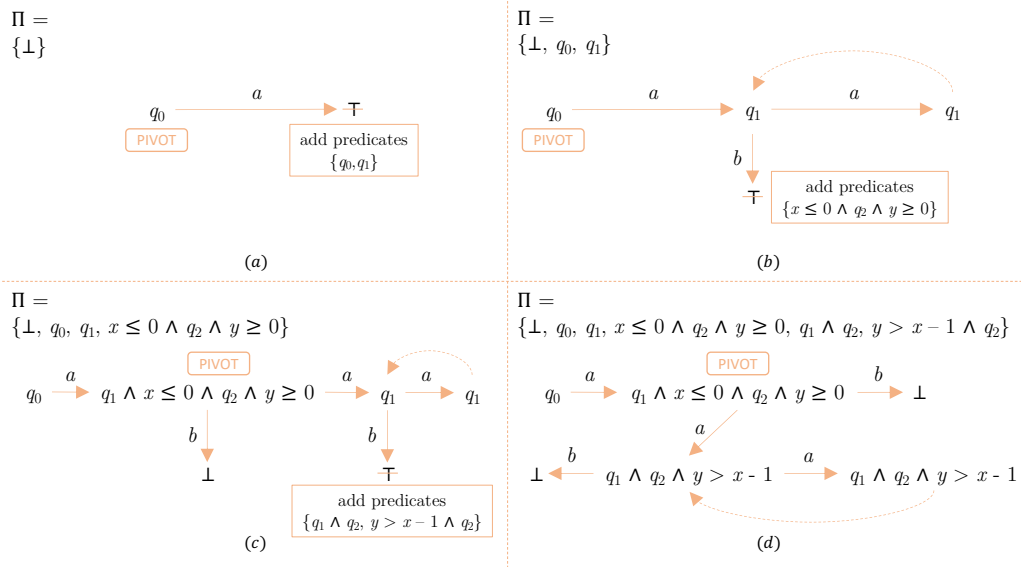 Π =
{⊥}
a
q₀ ⊤
PIVOT
add predicates
{q₀,q₁}
(a)
Π =
{⊥, q₀, q₁}
a a
q₀ q₁ q₁
PIVOT
b
⊤
add predicates
{x ≤ 0 ∧ q₂ ∧ y ≥ 0}
(b)
Π =
{⊥, q₀, q₁, x ≤ 0 ∧ q₂ ∧ y ≥ 0}
PIVOT
a a a
q₀ q₁ ∧ x ≤ 0 ∧ q₂ ∧ y ≥ 0 q₁ q₁
b b
⊥ ⊤
add predicates
{q₁ ∧ q₂, y > x − 1 ∧ q₂}
(c)
Π =
{⊥, q₀, q₁, x ≤ 0 ∧ q₂ ∧ y ≥ 0, q₁ ∧ q₂, y > x – 1 ∧ q₂}
PIVOT
a b
q₀ q₁ ∧ x ≤ 0 ∧ q₂ ∧ y ≥ 0 ⊥
a
b a
⊥ q₁ ∧ q₂ ∧ y > x - 1 q₁ ∧ q₂ ∧ y > x - 1
(d)